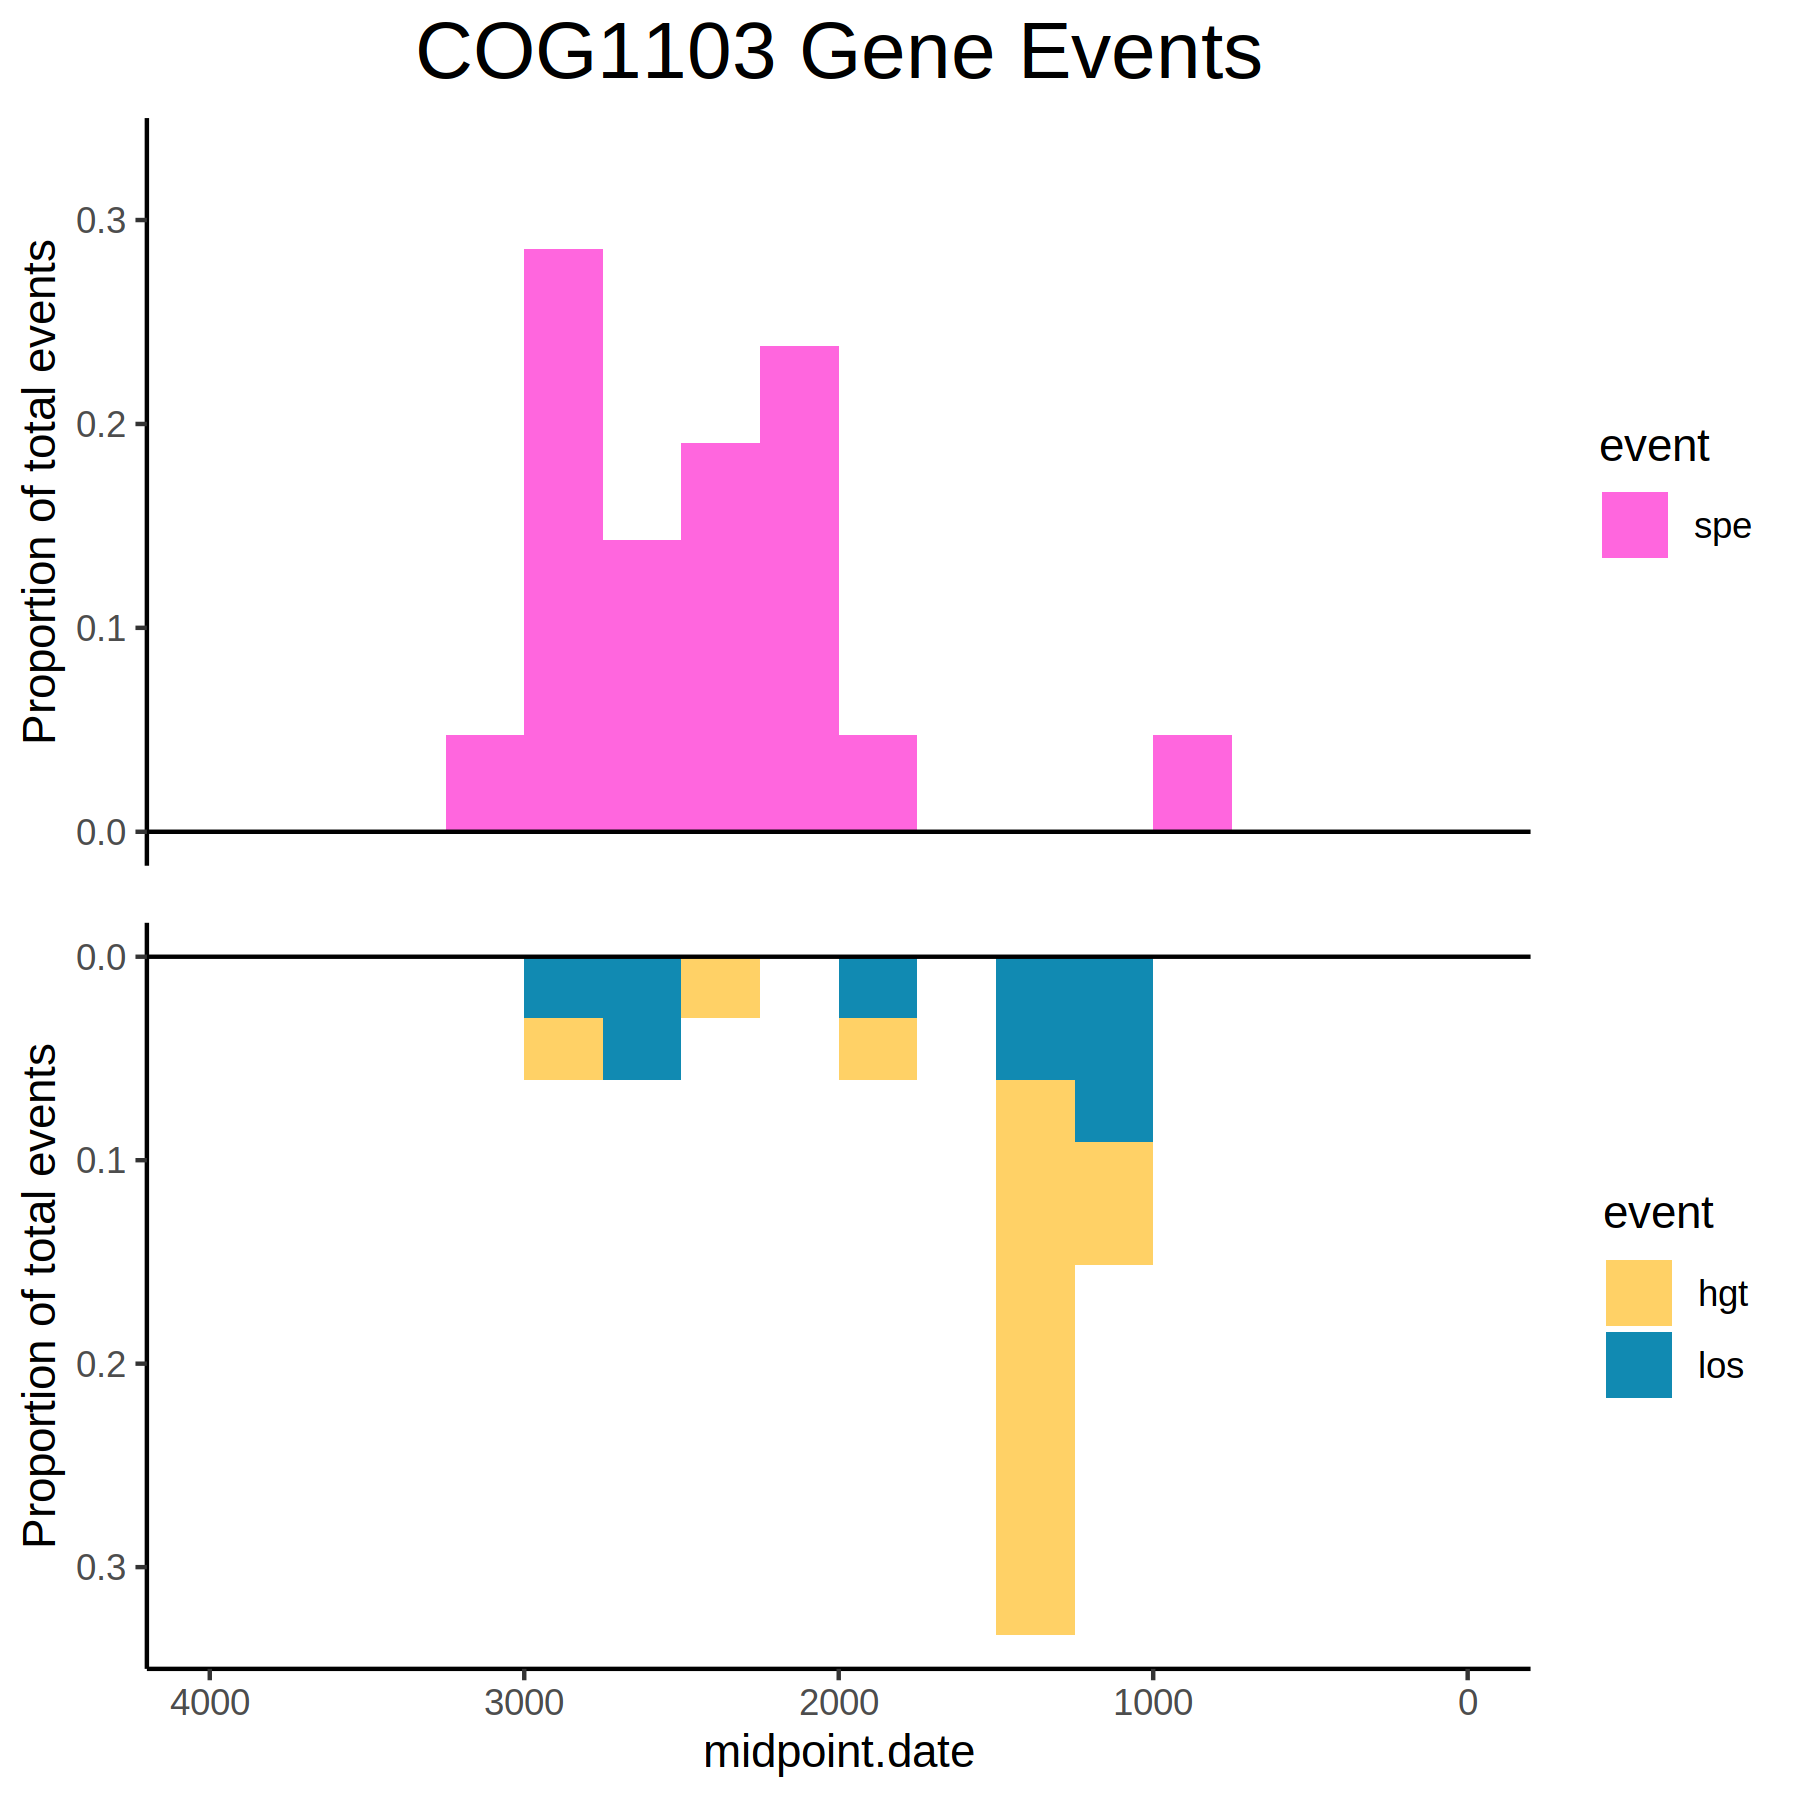 COG1103 Gene Events
Proportion of total events
0.3
0.2
0.1
0.0
event
spe
Proportion of total events
0.0
0.1
0.2
0.3
event
hgt
los
4000 3000 2000 1000 0
midpoint.date